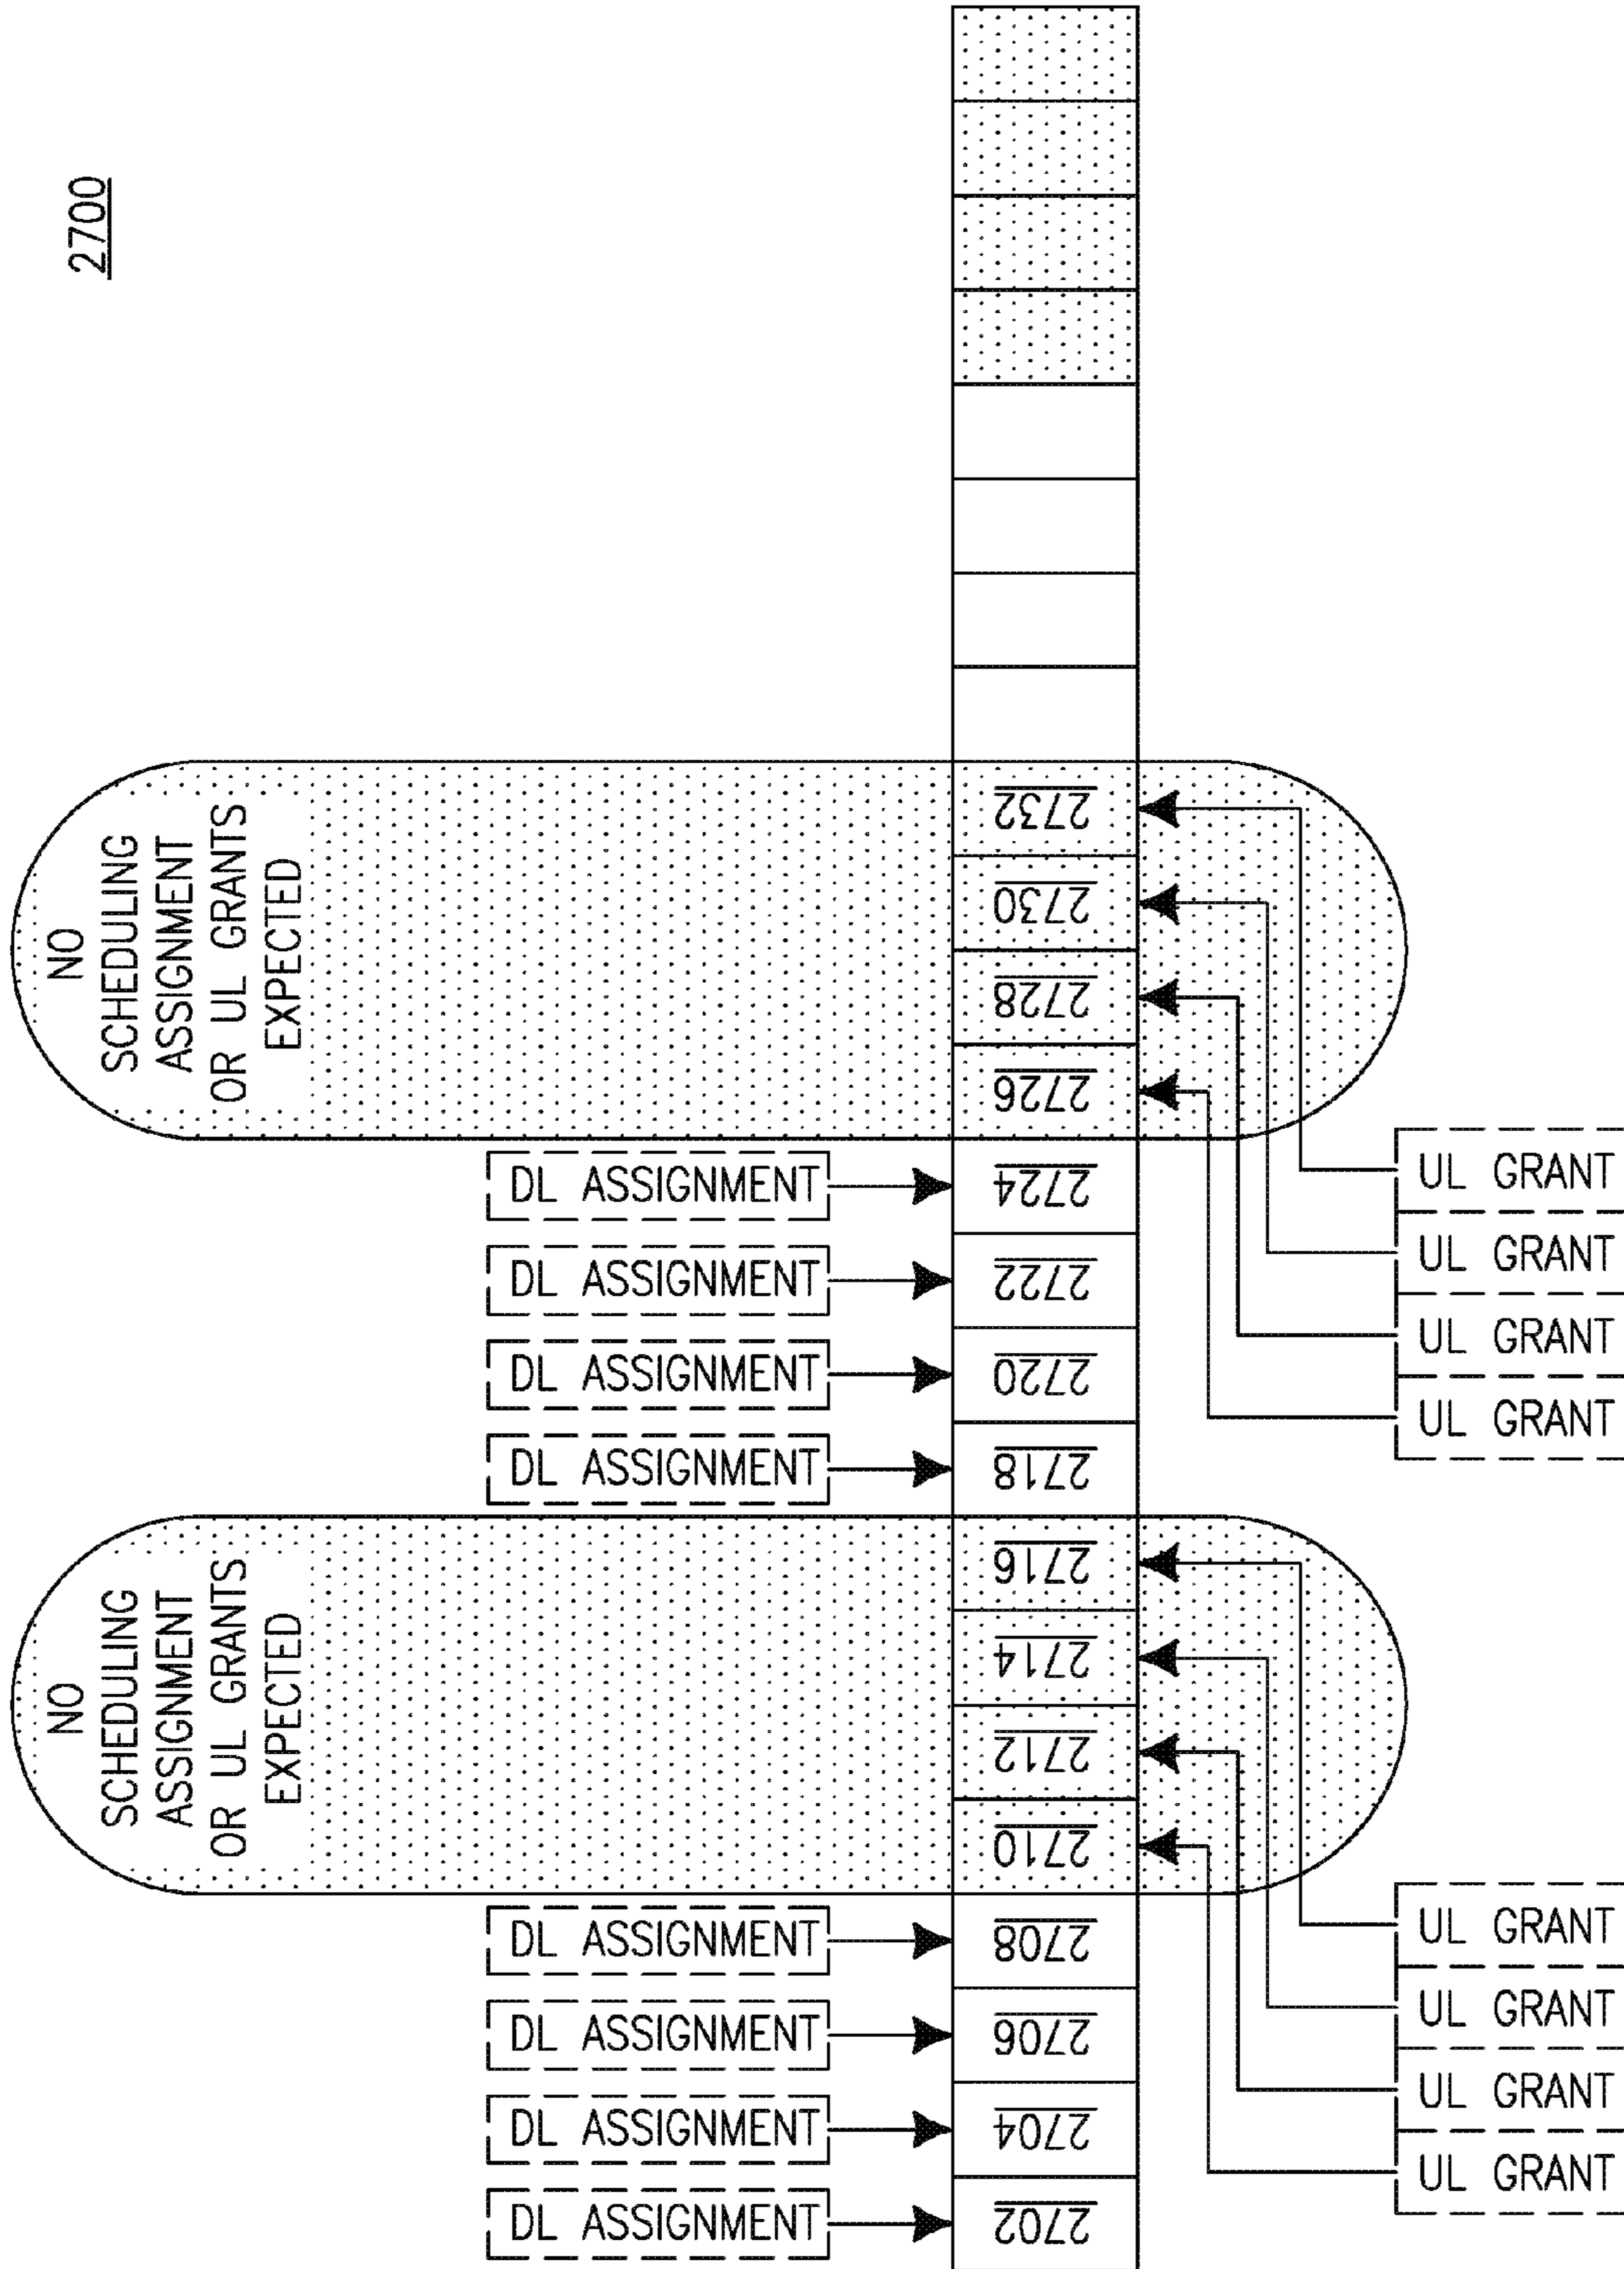 2700
NO
SCHEDULING
ASSIGNMENT
OR UL GRANTS
EXPECTED
2732
2730
2728
2726
DL ASSIGNMENT
2724
UL GRANT
DL ASSIGNMENT
2722
UL GRANT
DL ASSIGNMENT
2720
UL GRANT
DL ASSIGNMENT
2718
UL GRANT
NO
SCHEDULING
ASSIGNMENT
OR UL GRANTS
EXPECTED
2716
2714
2712
2710
DL ASSIGNMENT
2708
UL GRANT
DL ASSIGNMENT
2706
UL GRANT
DL ASSIGNMENT
2704
UL GRANT
DL ASSIGNMENT
2702
UL GRANT